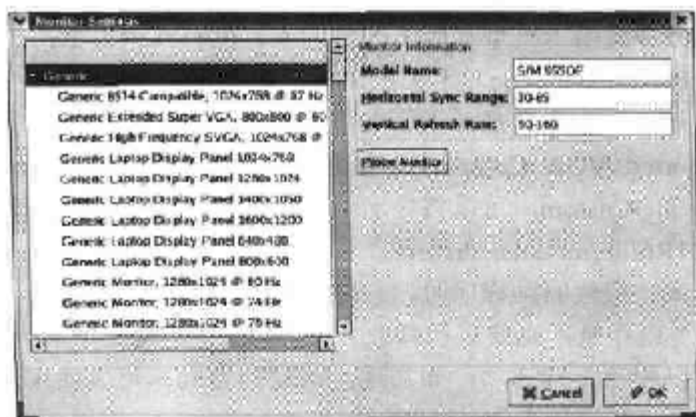 Monitor Settings
Generic
Generic 8514 Compatible, 1024x768 @ 87 Hz
Generic Extended Super VGA, 800x600 @ 60
Generic High Frequency SVGA, 1024x768 @
Generic Laptop Display Panel 1024x768
Generic Laptop Display Panel 1280x1024
Generic Laptop Display Panel 1400x1050
Generic Laptop Display Panel 1600x1200
Generic Laptop Display Panel 640x480
Generic Laptop Display Panel 800x600
Generic Monitor, 1280x1024 @ 60 Hz
Generic Monitor, 1280x1024 @ 74 Hz
Generic Monitor, 1280x1024 @ 76 Hz
Monitor Information
Model Name:
Horizontal Sync Range:
Vertical Refresh Rate: 50-160
Probe Monitor
Cancel
OK